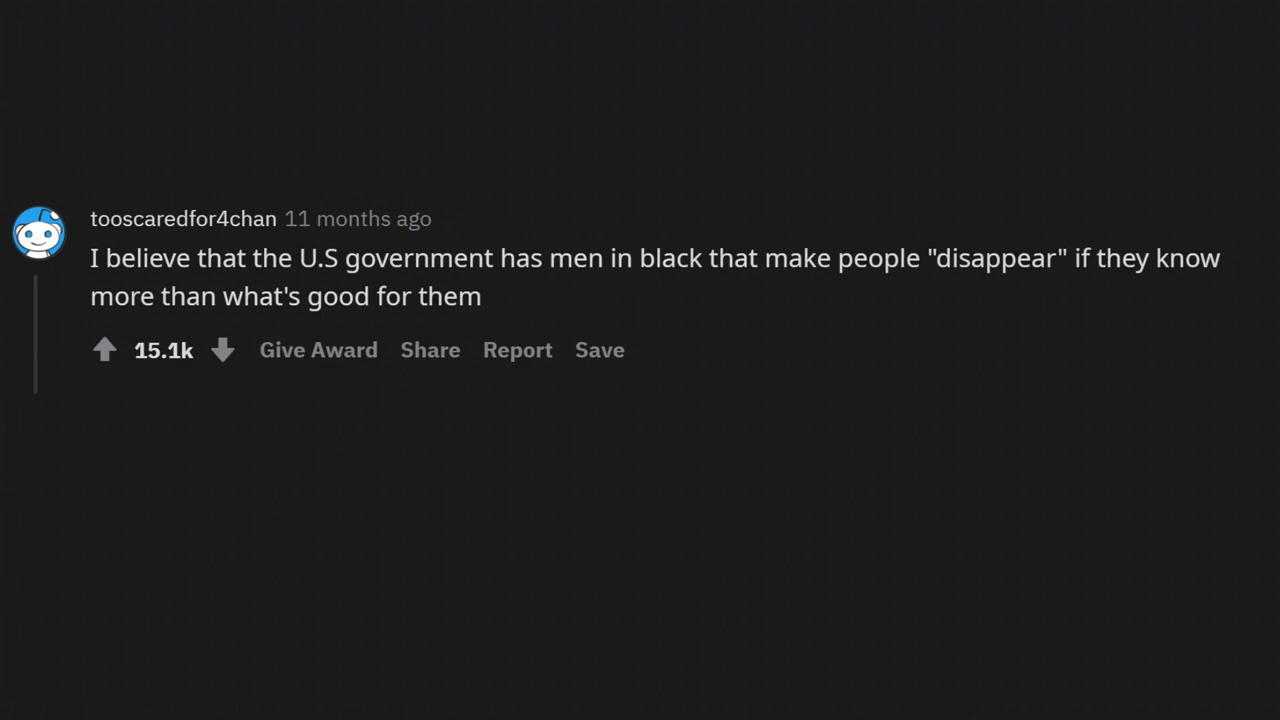 tooscaredfor4chan 11 months ago
I believe that the U.S government has men in black that make people "disappear" if they know
more than what's good for them
15.1k Give Award Share Report Save